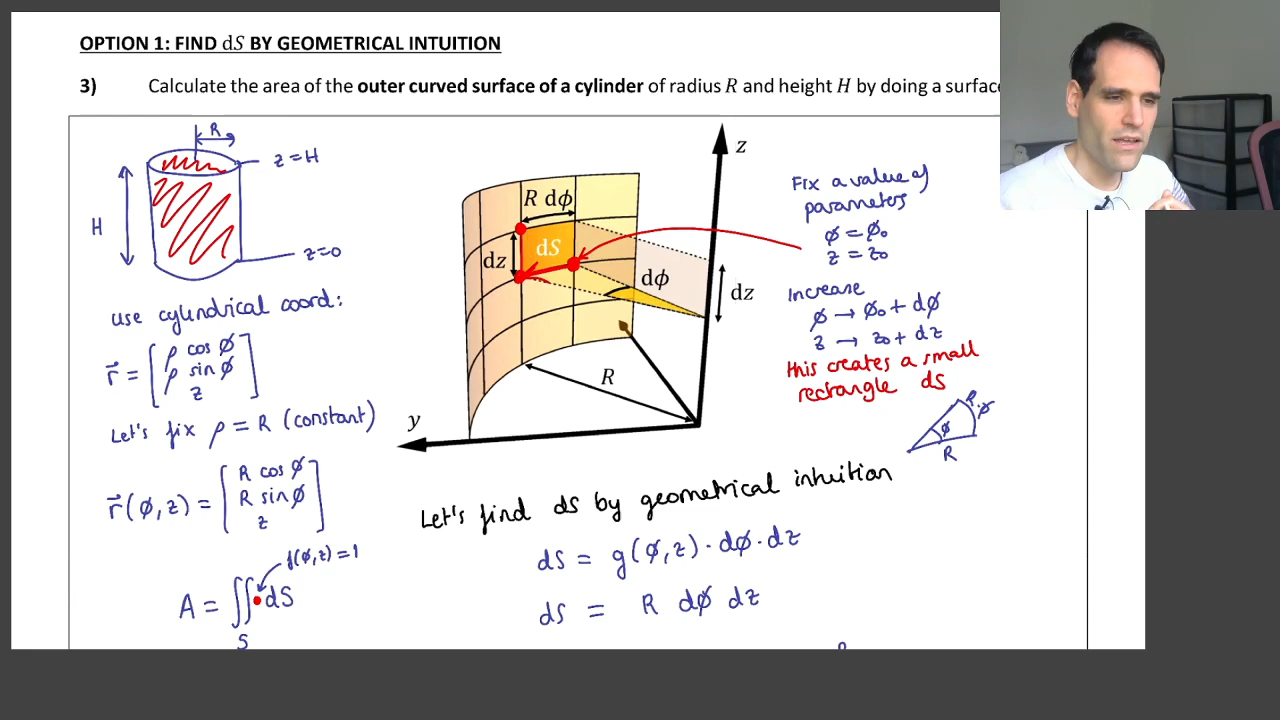 OPTION 1: FIND dS BY GEOMETRICAL INTUITION
3) Calculate the area of the outer curved surface of a cylinder of radius R and height H by doing a surface
R
z = H
H
z=0
use cylindrical coord:
r⃗ = [ρ cos ϕ
ρ sin ϕ
z]
Let's fix ρ = R (constant)
r⃗(ϕ,z) = [R cos ϕ
R sin ϕ
z]
f(ϕ,z) = 1
A = ∬ dS
S
z
R dϕ
dS
dz
dϕ
dz
R
y
Fix a value of
parameters
ϕ = ϕ₀
z = z₀
Increase
ϕ → ϕ₀ + dϕ
z → z₀ + dz
this creates a small
rectangle dS
R·ϕ
ϕ
R
Let's find dS by geometrical intuition
dS = g(ϕ,z) · dϕ · dz
dS = R dϕ dz